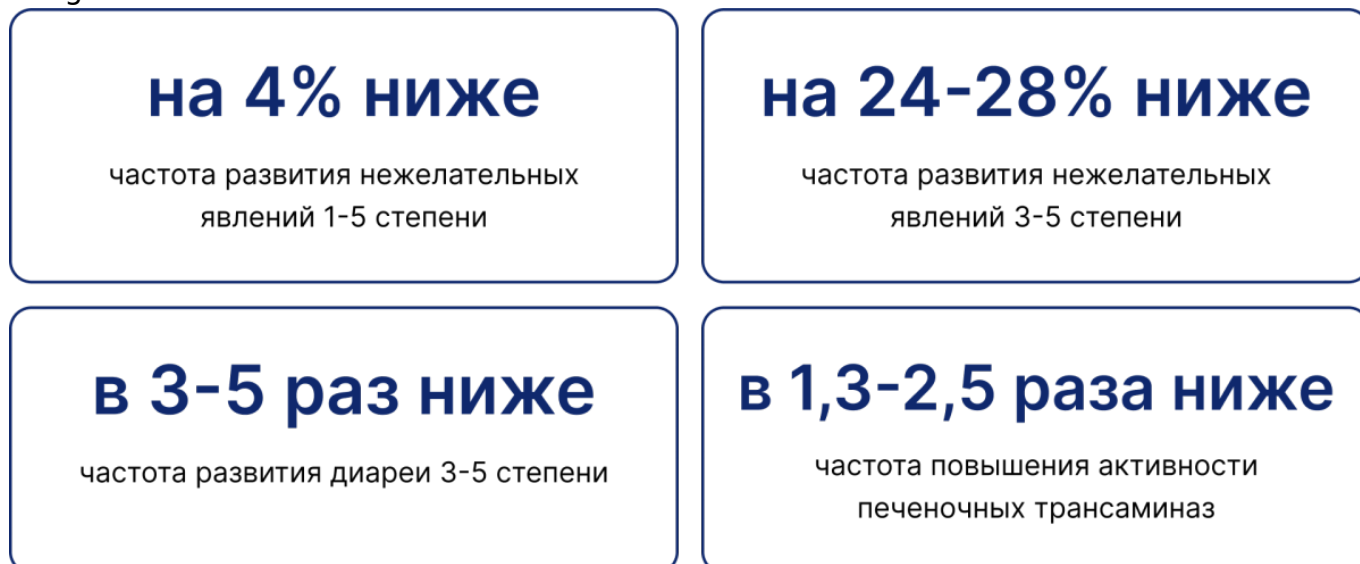 на 4% ниже
частота развития нежелательных
явлений 1-5 степени
на 24-28% ниже
частота развития нежелательных
явлений 3-5 степени
в 3-5 раз ниже
частота развития диареи 3-5 степени
в 1,3-2,5 раза ниже
частота повышения активности
печеночных трансаминаз